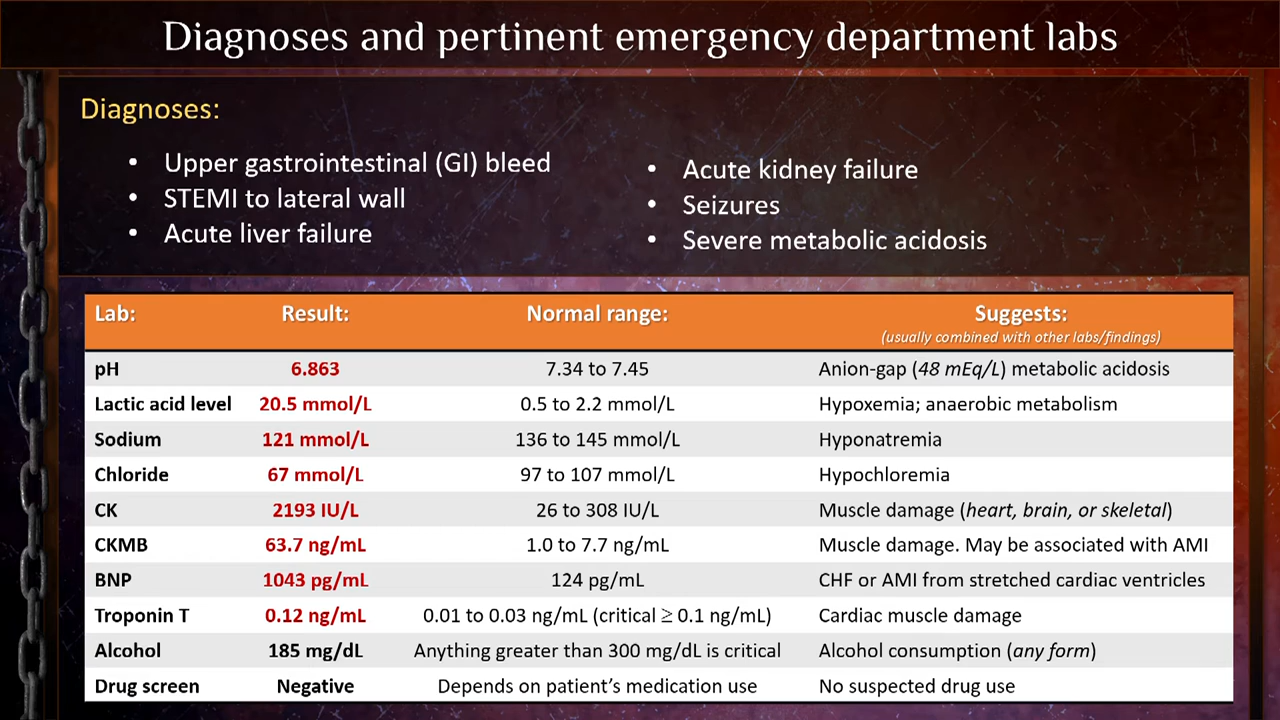 Diagnoses and pertinent emergency department labs
Diagnoses:
• Upper gastrointestinal (GI) bleed
• STEMI to lateral wall
• Acute liver failure
• Acute kidney failure
• Seizures
• Severe metabolic acidosis
Lab: Result: Normal range: Suggests:
(usually combined with other labs/findings)
pH 6.863 7.34 to 7.45 Anion-gap (48 mEq/L) metabolic acidosis
Lactic acid level 20.5 mmol/L 0.5 to 2.2 mmol/L Hypoxemia; anaerobic metabolism
Sodium 121 mmol/L 136 to 145 mmol/L Hyponatremia
Chloride 67 mmol/L 97 to 107 mmol/L Hypochloremia
CK 2193 IU/L 26 to 308 IU/L Muscle damage (heart, brain, or skeletal)
CKMB 63.7 ng/mL 1.0 to 7.7 ng/mL Muscle damage. May be associated with AMI
BNP 1043 pg/mL 124 pg/mL CHF or AMI from stretched cardiac ventricles
Troponin T 0.12 ng/mL 0.01 to 0.03 ng/mL (critical ≥ 0.1 ng/mL) Cardiac muscle damage
Alcohol 185 mg/dL Anything greater than 300 mg/dL is critical Alcohol consumption (any form)
Drug screen Negative Depends on patient's medication use No suspected drug use